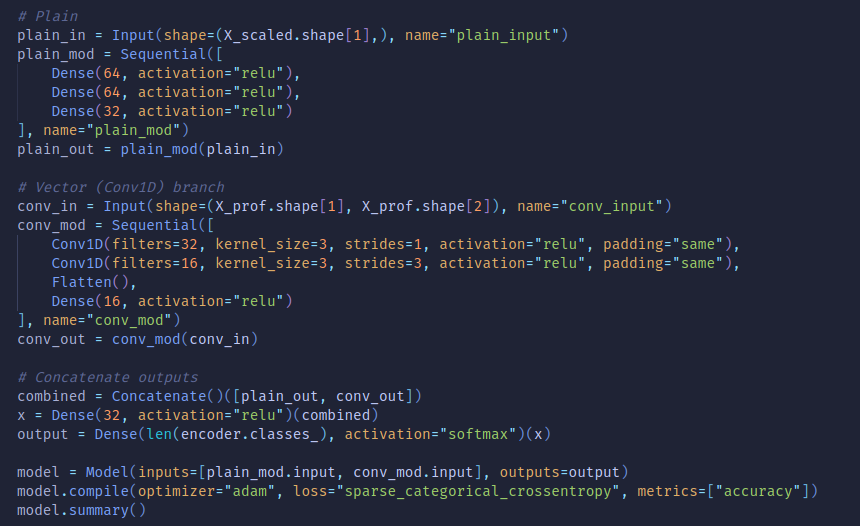 # Plain
plain_in = Input(shape=(X_scaled.shape[1],), name="plain_input")
plain_mod = Sequential([
    Dense(64, activation="relu"),
    Dense(64, activation="relu"),
    Dense(32, activation="relu")
], name="plain_mod")
plain_out = plain_mod(plain_in)

# Vector (Conv1D) branch
conv_in = Input(shape=(X_prof.shape[1], X_prof.shape[2]), name="conv_input")
conv_mod = Sequential([
    Conv1D(filters=32, kernel_size=3, strides=1, activation="relu", padding="same"),
    Conv1D(filters=16, kernel_size=3, strides=3, activation="relu", padding="same"),
    Flatten(),
    Dense(16, activation="relu")
], name="conv_mod")
conv_out = conv_mod(conv_in)

# Concatenate outputs
combined = Concatenate()([plain_out, conv_out])
x = Dense(32, activation="relu")(combined)
output = Dense(len(encoder.classes_), activation="softmax")(x)

model = Model(inputs=[plain_mod.input, conv_mod.input], outputs=output)
model.compile(optimizer="adam", loss="sparse_categorical_crossentropy", metrics=["accuracy"])
model.summary()